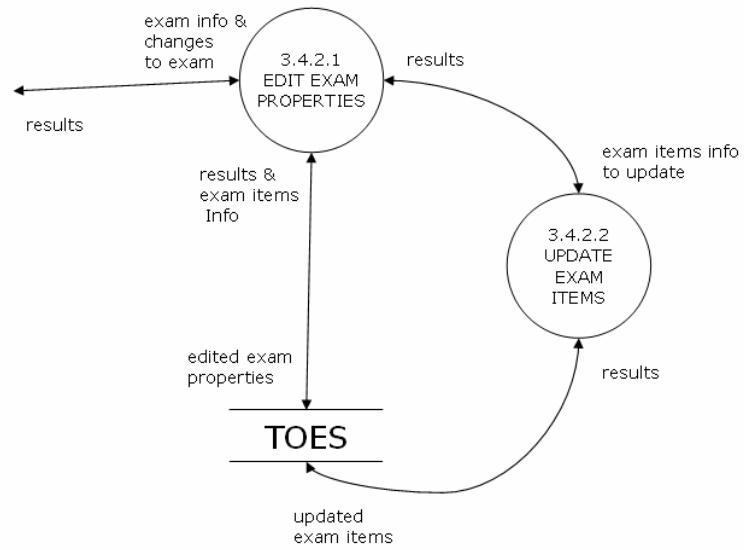 exam info &
changes
to exam
3.4.2.1
EDIT EXAM
PROPERTIES
results
results
results &
exam items
Info
exam items info
to update
3.4.2.2
UPDATE
EXAM
ITEMS
edited exam
properties
results
TOES
updated
exam items